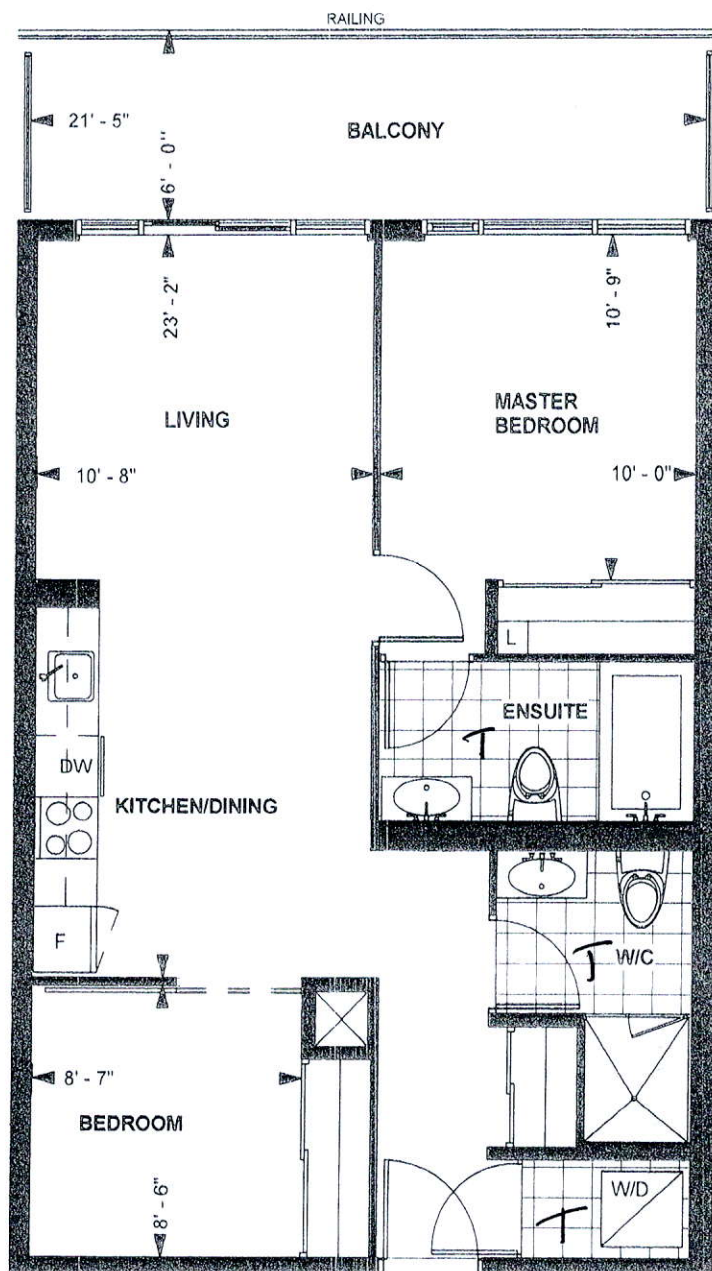 RAILING
21' - 5"
BALCONY
6' - 0"
23' - 2"
10' - 9"
LIVING
MASTER
BEDROOM
10' - 8"
10' - 0"
L
ENSUITE
T
DW
KITCHEN/DINING
F
T
W/C
8' - 7"
BEDROOM
8' - 6"
W/D
T